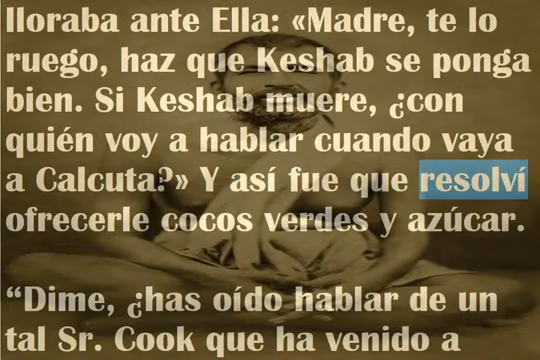 lloraba ante Ella: «Madre, te lo
ruego, haz que Keshab se ponga
bien. Si Keshab muere, ¿con
quién voy a hablar cuando vaya
a Calcuta?» Y así fue que resolví
ofrecerle cocos verdes y azúcar.
“Dime, ¿has oído hablar de un
tal Sr. Cook que ha venido a